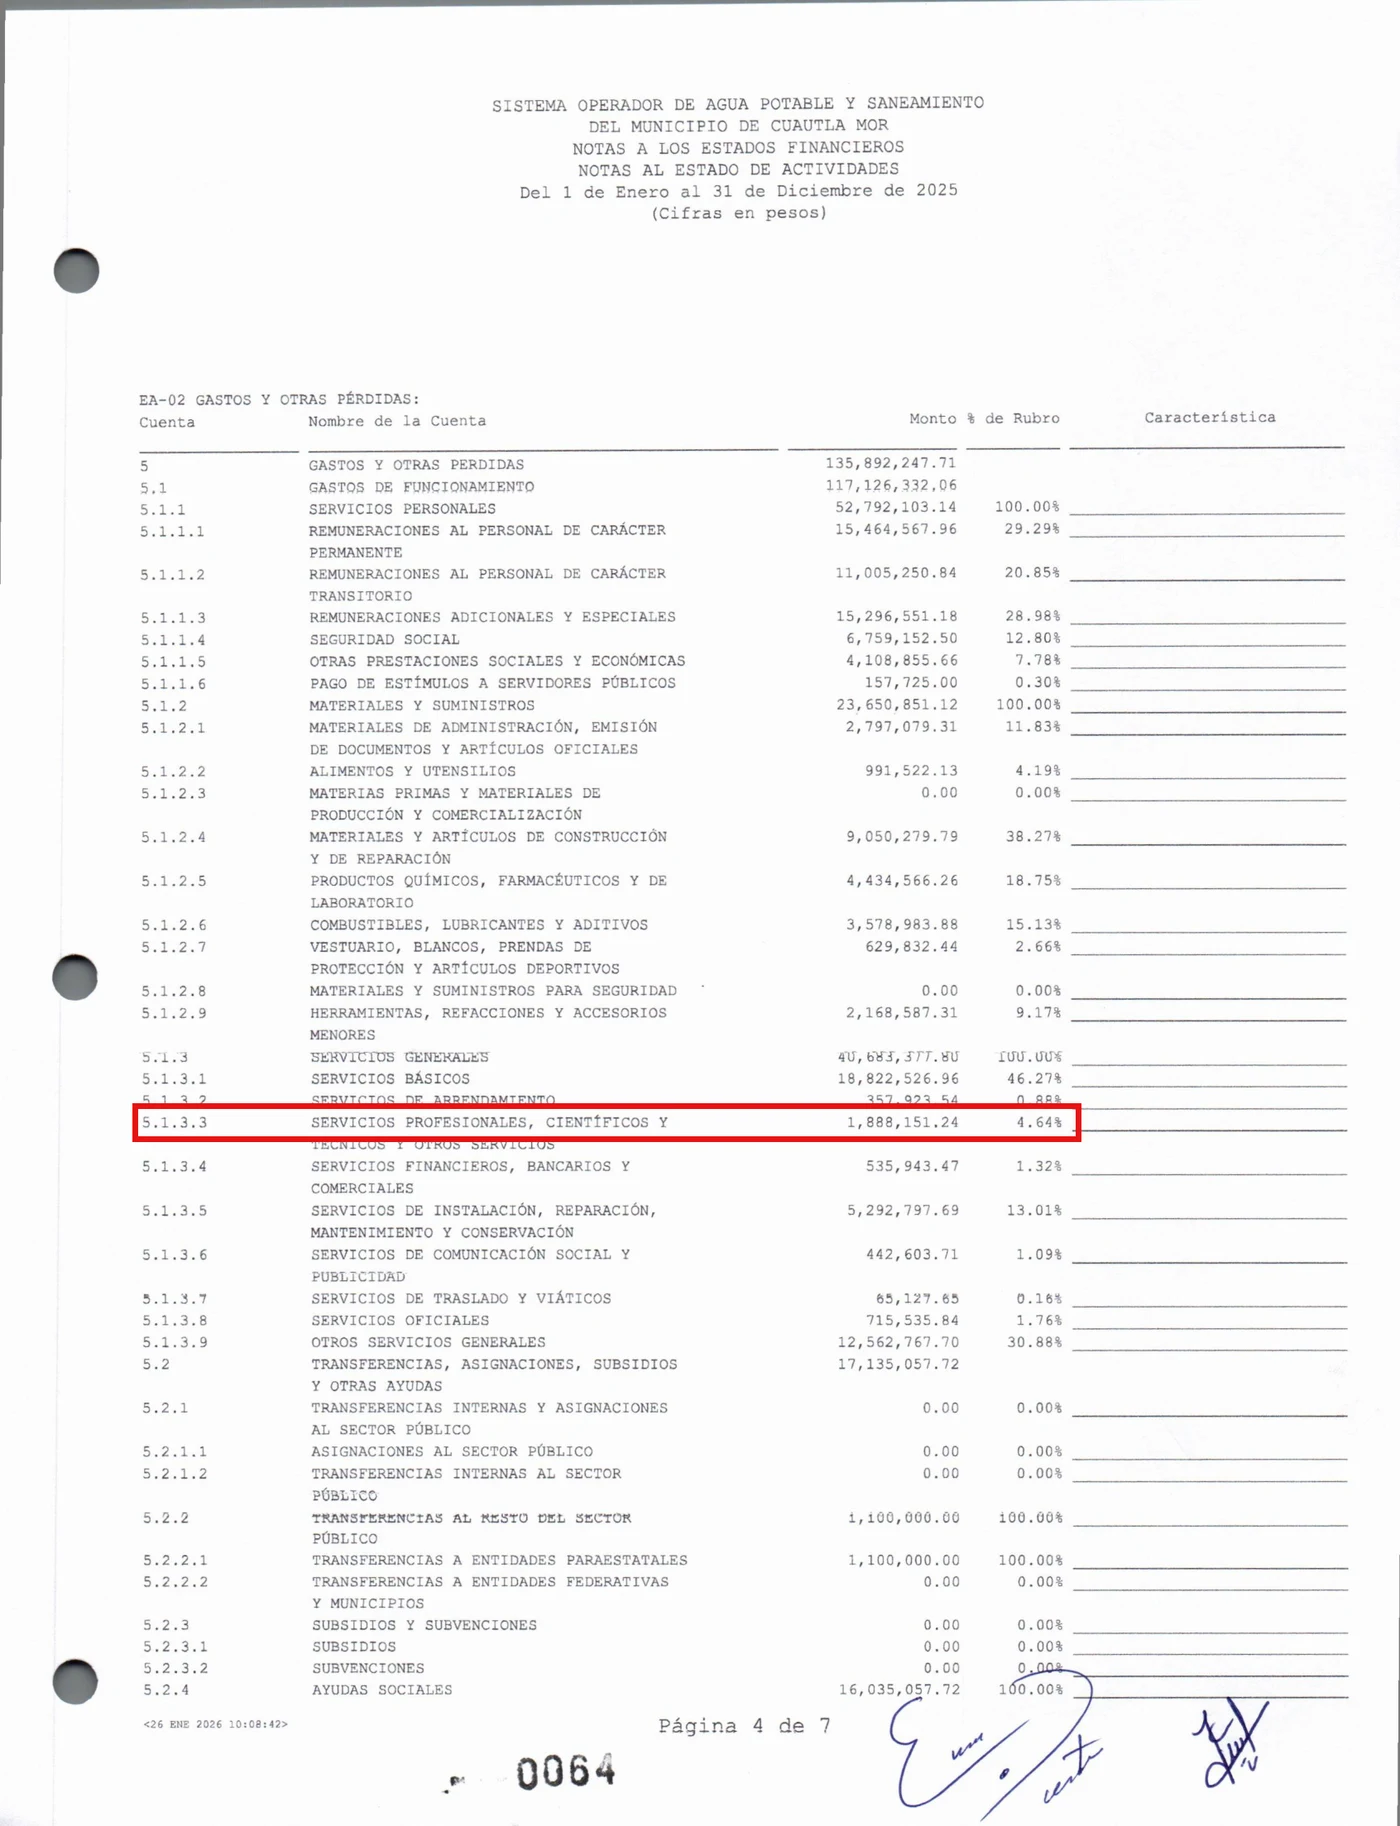 SISTEMA OPERADOR DE AGUA POTABLE Y SANEAMIENTO
DEL MUNICIPIO DE CUAUTLA MOR
NOTAS A LOS ESTADOS FINANCIEROS
NOTAS AL ESTADO DE ACTIVIDADES
Del 1 de Enero al 31 de Diciembre de 2025
(Cifras en pesos)
EA-02 GASTOS Y OTRAS PÉRDIDAS:
Cuenta Nombre de la Cuenta Monto % de Rubro Característica
5 GASTOS Y OTRAS PERDIDAS 135,892,247.71
5.1 GASTOS DE FUNCIONAMIENTO 117,126,332.06
5.1.1 SERVICIOS PERSONALES 52,792,103.14 100.00%
5.1.1.1 REMUNERACIONES AL PERSONAL DE CARÁCTER 15,464,567.96 29.29%
PERMANENTE
5.1.1.2 REMUNERACIONES AL PERSONAL DE CARÁCTER 11,005,250.84 20.85%
TRANSITORIO
5.1.1.3 REMUNERACIONES ADICIONALES Y ESPECIALES 15,296,551.18 28.98%
5.1.1.4 SEGURIDAD SOCIAL 6,759,152.50 12.80%
5.1.1.5 OTRAS PRESTACIONES SOCIALES Y ECONÓMICAS 4,108,855.66 7.78%
5.1.1.6 PAGO DE ESTÍMULOS A SERVIDORES PÚBLICOS 157,725.00 0.30%
5.1.2 MATERIALES Y SUMINISTROS 23,650,851.12 100.00%
5.1.2.1 MATERIALES DE ADMINISTRACIÓN, EMISIÓN 2,797,079.31 11.83%
DE DOCUMENTOS Y ARTÍCULOS OFICIALES
5.1.2.2 ALIMENTOS Y UTENSILIOS 991,522.13 4.19%
5.1.2.3 MATERIAS PRIMAS Y MATERIALES DE 0.00 0.00%
PRODUCCIÓN Y COMERCIALIZACIÓN
5.1.2.4 MATERIALES Y ARTÍCULOS DE CONSTRUCCIÓN 9,050,279.79 38.27%
Y DE REPARACIÓN
5.1.2.5 PRODUCTOS QUÍMICOS, FARMACÉUTICOS Y DE 4,434,566.26 18.75%
LABORATORIO
5.1.2.6 COMBUSTIBLES, LUBRICANTES Y ADITIVOS 3,578,983.88 15.13%
5.1.2.7 VESTUARIO, BLANCOS, PRENDAS DE 629,832.44 2.66%
PROTECCIÓN Y ARTÍCULOS DEPORTIVOS
5.1.2.8 MATERIALES Y SUMINISTROS PARA SEGURIDAD 0.00 0.00%
5.1.2.9 HERRAMIENTAS, REFACCIONES Y ACCESORIOS 2,168,587.31 9.17%
MENORES
5.1.3 SERVICIOS GENERALES 40,683,377.80 100.00%
5.1.3.1 SERVICIOS BÁSICOS 18,822,526.96 46.27%
5.1.3.2 SERVICIOS DE ARRENDAMIENTO 357,923.54 0.88%
5.1.3.3 SERVICIOS PROFESIONALES, CIENTÍFICOS Y 1,888,151.24 4.64%
TÉCNICOS Y OTROS SERVICIOS
5.1.3.4 SERVICIOS FINANCIEROS, BANCARIOS Y 535,943.47 1.32%
COMERCIALES
5.1.3.5 SERVICIOS DE INSTALACIÓN, REPARACIÓN, 5,292,797.69 13.01%
MANTENIMIENTO Y CONSERVACIÓN
5.1.3.6 SERVICIOS DE COMUNICACIÓN SOCIAL Y 442,603.71 1.09%
PUBLICIDAD
5.1.3.7 SERVICIOS DE TRASLADO Y VIÁTICOS 65,127.65 0.16%
5.1.3.8 SERVICIOS OFICIALES 715,535.84 1.76%
5.1.3.9 OTROS SERVICIOS GENERALES 12,562,767.70 30.88%
5.2 TRANSFERENCIAS, ASIGNACIONES, SUBSIDIOS 17,135,057.72
Y OTRAS AYUDAS
5.2.1 TRANSFERENCIAS INTERNAS Y ASIGNACIONES 0.00 0.00%
AL SECTOR PÚBLICO
5.2.1.1 ASIGNACIONES AL SECTOR PÚBLICO 0.00 0.00%
5.2.1.2 TRANSFERENCIAS INTERNAS AL SECTOR 0.00 0.00%
PÚBLICO
5.2.2 TRANSFERENCIAS AL RESTO DEL SECTOR 1,100,000.00 100.00%
PÚBLICO
5.2.2.1 TRANSFERENCIAS A ENTIDADES PARAESTATALES 1,100,000.00 100.00%
5.2.2.2 TRANSFERENCIAS A ENTIDADES FEDERATIVAS 0.00 0.00%
Y MUNICIPIOS
5.2.3 SUBSIDIOS Y SUBVENCIONES 0.00 0.00%
5.2.3.1 SUBSIDIOS 0.00 0.00%
5.2.3.2 SUBVENCIONES 0.00 0.00%
5.2.4 AYUDAS SOCIALES 16,035,057.72 100.00%
<26 ENE 2026 10:08:42> Página 4 de 7
0064